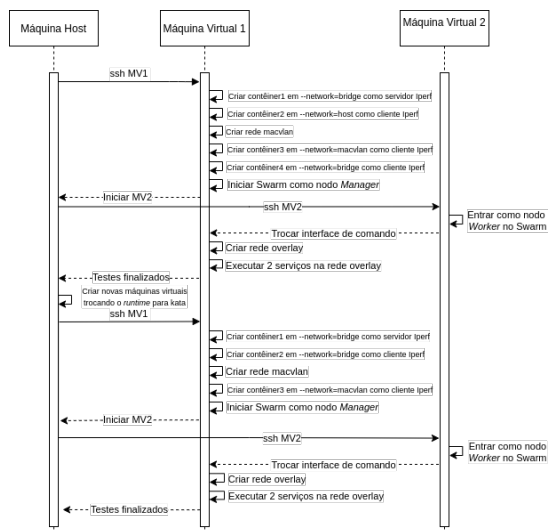 Máquina Host
Máquina Virtual 1
Máquina Virtual 2
ssh MV1
Criar contêiner1 em --network=bridge como servidor Iperf
Criar contêiner2 em --network=host como cliente Iperf
Criar rede macvlan
Criar contêiner3 em --network=macvlan como cliente Iperf
Criar contêiner4 em --network=bridge como cliente Iperf
Iniciar Swarm como nodo Manager
Iniciar MV2
ssh MV2
Entrar como nodo
Worker no Swarm
Trocar interface de comando
Criar rede overlay
Executar 2 serviços na rede overlay
Testes finalizados
Criar novas máquinas virtuais
trocando o runtime para kata
ssh MV1
Criar contêiner1 em --network=bridge como servidor Iperf
Criar contêiner2 em --network=bridge como cliente Iperf
Criar rede macvlan
Criar contêiner3 em --network=macvlan como cliente Iperf
Iniciar Swarm como nodo Manager
Iniciar MV2
ssh MV2
Entrar como nodo
Worker no Swarm
Trocar interface de comando
Criar rede overlay
Executar 2 serviços na rede overlay
Testes finalizados